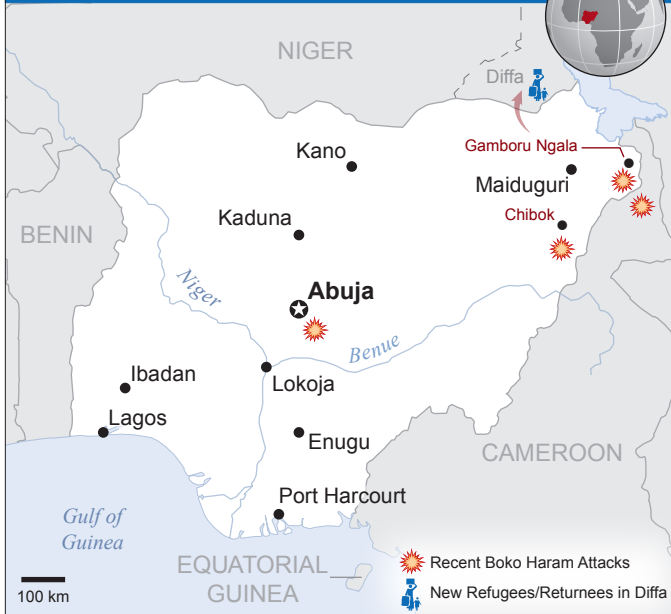 NIGER
Diffa
Gamboru Ngala
Kano
Maiduguri
Chibok
Kaduna
BENIN
Niger
Abuja
Benue
Ibadan
Lokoja
Lagos
Enugu
CAMEROON
Port Harcourt
Gulf of
Guinea
EQUATORIAL
GUINEA
Recent Boko Haram Attacks
New Refugees/Returnees in Diffa
100 km